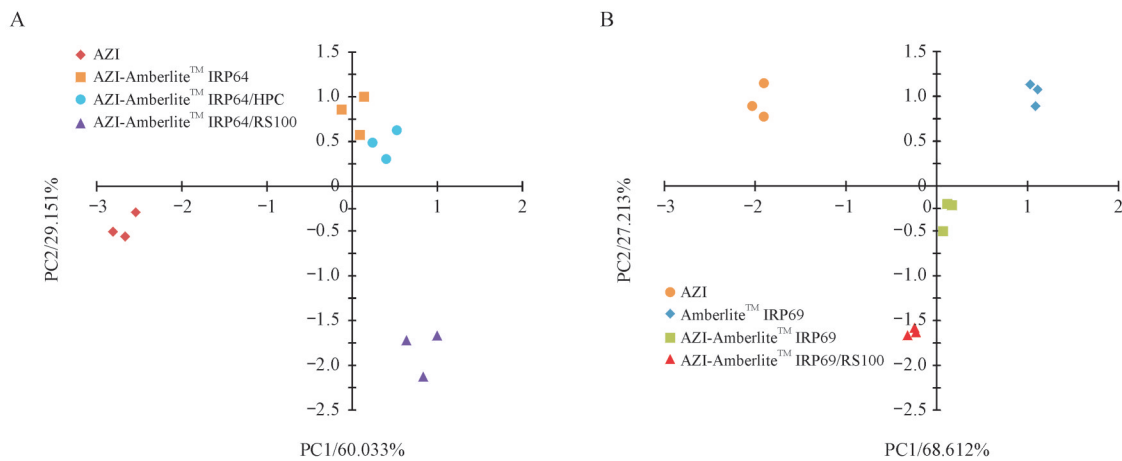 A
AZI
AZI-Amberlite™ IRP64
AZI-Amberlite™ IRP64/HPC
AZI-Amberlite™ IRP64/RS100
1.5
1.0
0.5
−3
−2
−1
0
1
2
−0.5
−1.0
−1.5
−2.0
−2.5
PC2/29.151%
PC1/60.033%
B
1.5
1.0
0.5
−3
−2
−1
0
1
2
−0.5
−1.0
−1.5
−2.0
−2.5
PC2/27.213%
AZI
Amberlite™ IRP69
AZI-Amberlite™ IRP69
AZI-Amberlite™ IRP69/RS100
PC1/68.612%